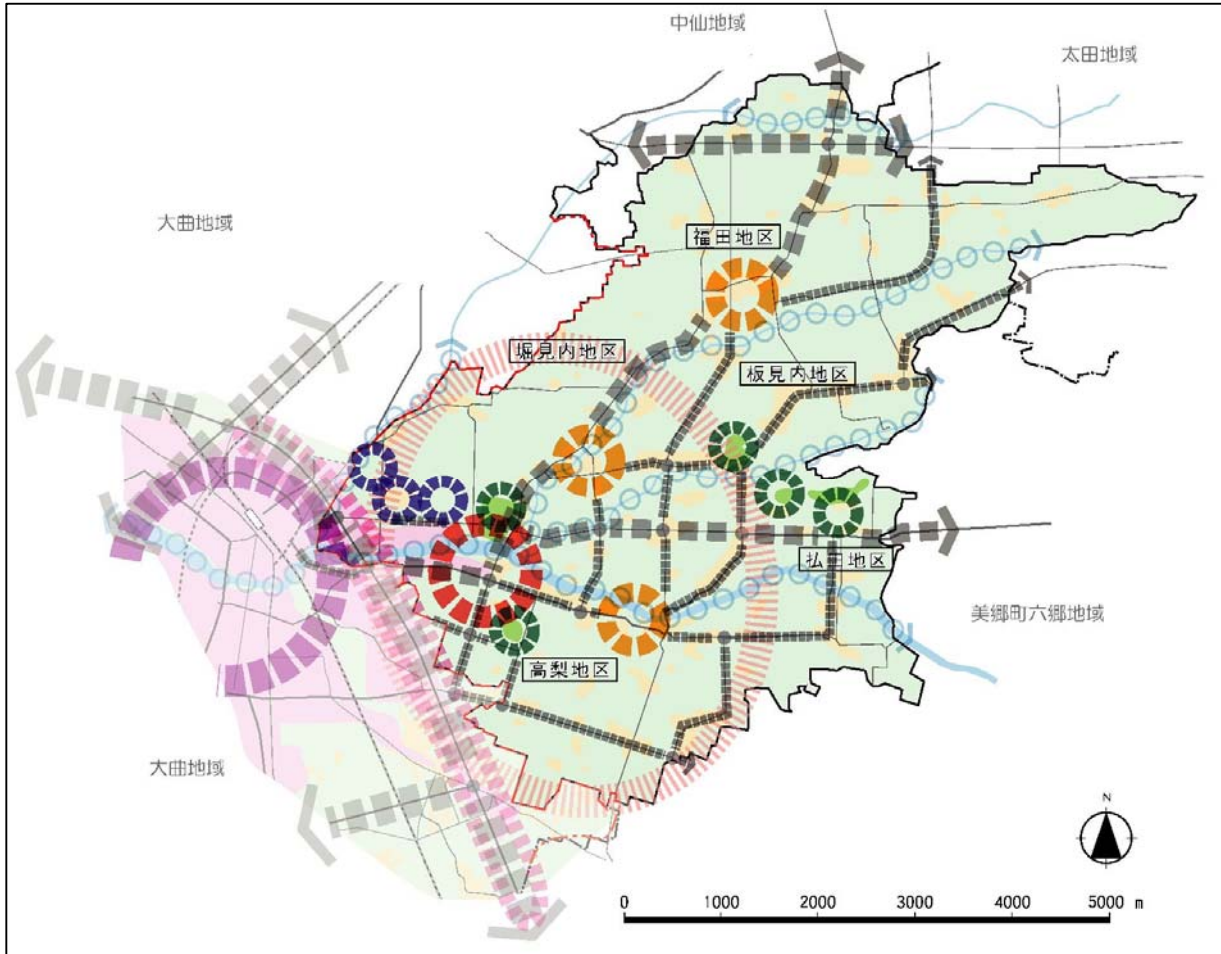 中仙地域
太田地域
大曲地域
福田地区
堀見内地区
板見内地区
払田地区
美郷町六郷地域
高梨地区
大曲地域
N
0 1000 2000 3000 4000 5000 m